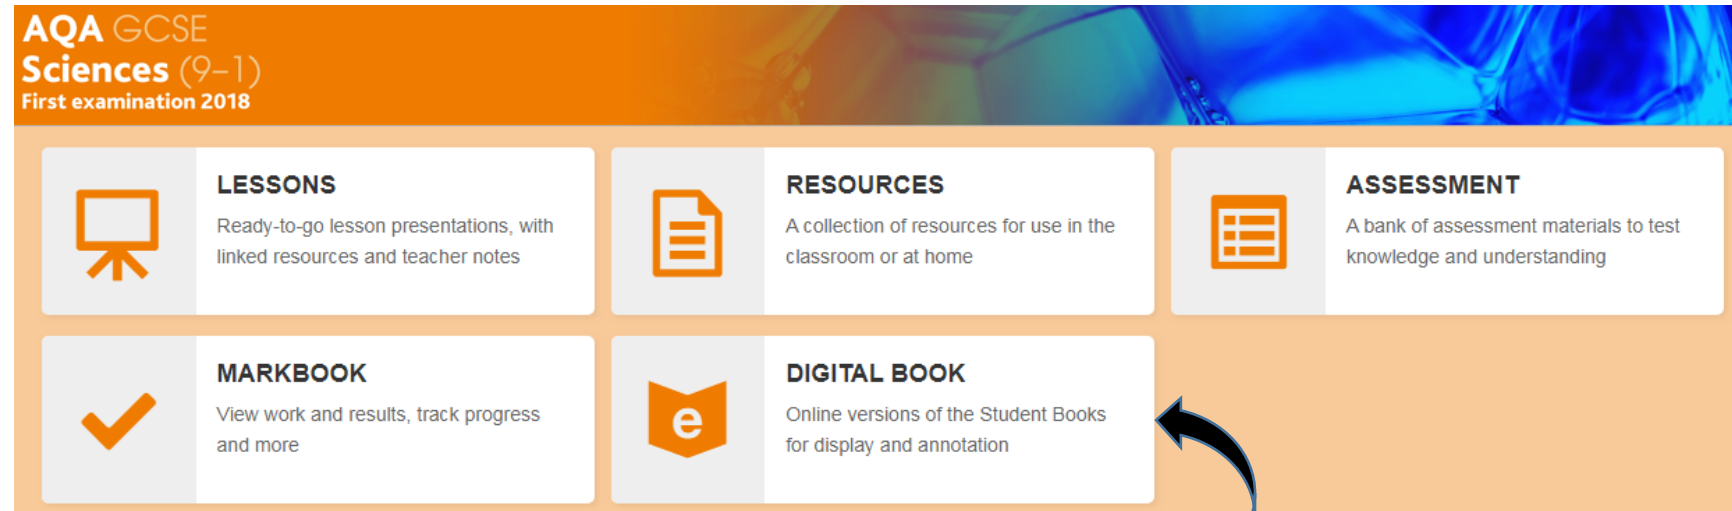 AQA GCSE
Sciences (9–1)
First examination 2018
LESSONS
Ready-to-go lesson presentations, with
linked resources and teacher notes
RESOURCES
A collection of resources for use in the
classroom or at home
ASSESSMENT
A bank of assessment materials to test
knowledge and understanding
MARKBOOK
View work and results, track progress
and more
e
DIGITAL BOOK
Online versions of the Student Books
for display and annotation